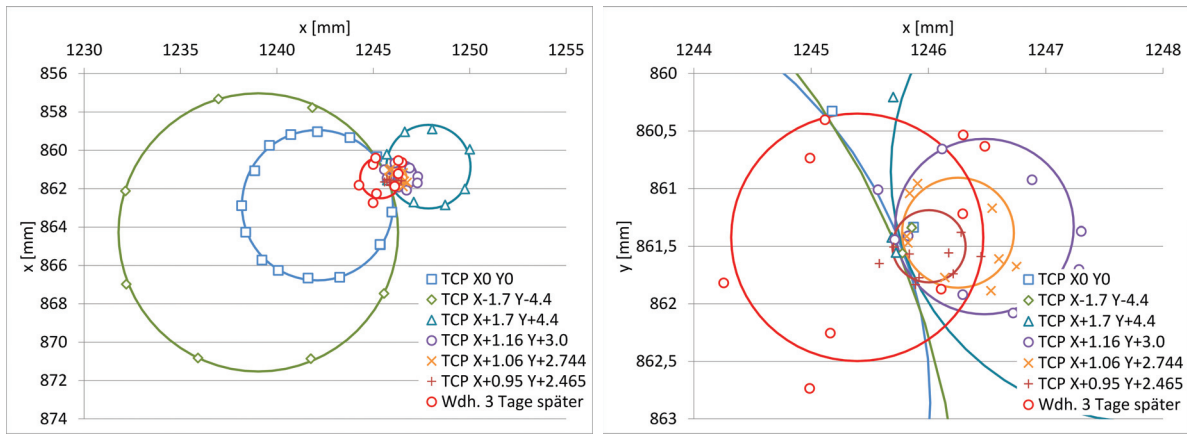 x [mm]
1230 1235 1240 1245 1250 1255
856
858
860
862
864
866
868
870
872
874
x [mm]
TCP X0 Y0
TCP X-1.7 Y-4.4
TCP X+1.7 Y+4.4
TCP X+1.16 Y+3.0
TCP X+1.06 Y+2.744
TCP X+0.95 Y+2.465
Wdh. 3 Tage später
x [mm]
1244 1245 1246 1247 1248
860
860,5
861
861,5
862
862,5
863
y [mm]
TCP X0 Y0
TCP X-1.7 Y-4.4
TCP X+1.7 Y+4.4
TCP X+1.16 Y+3.0
TCP X+1.06 Y+2.744
TCP X+0.95 Y+2.465
Wdh. 3 Tage später